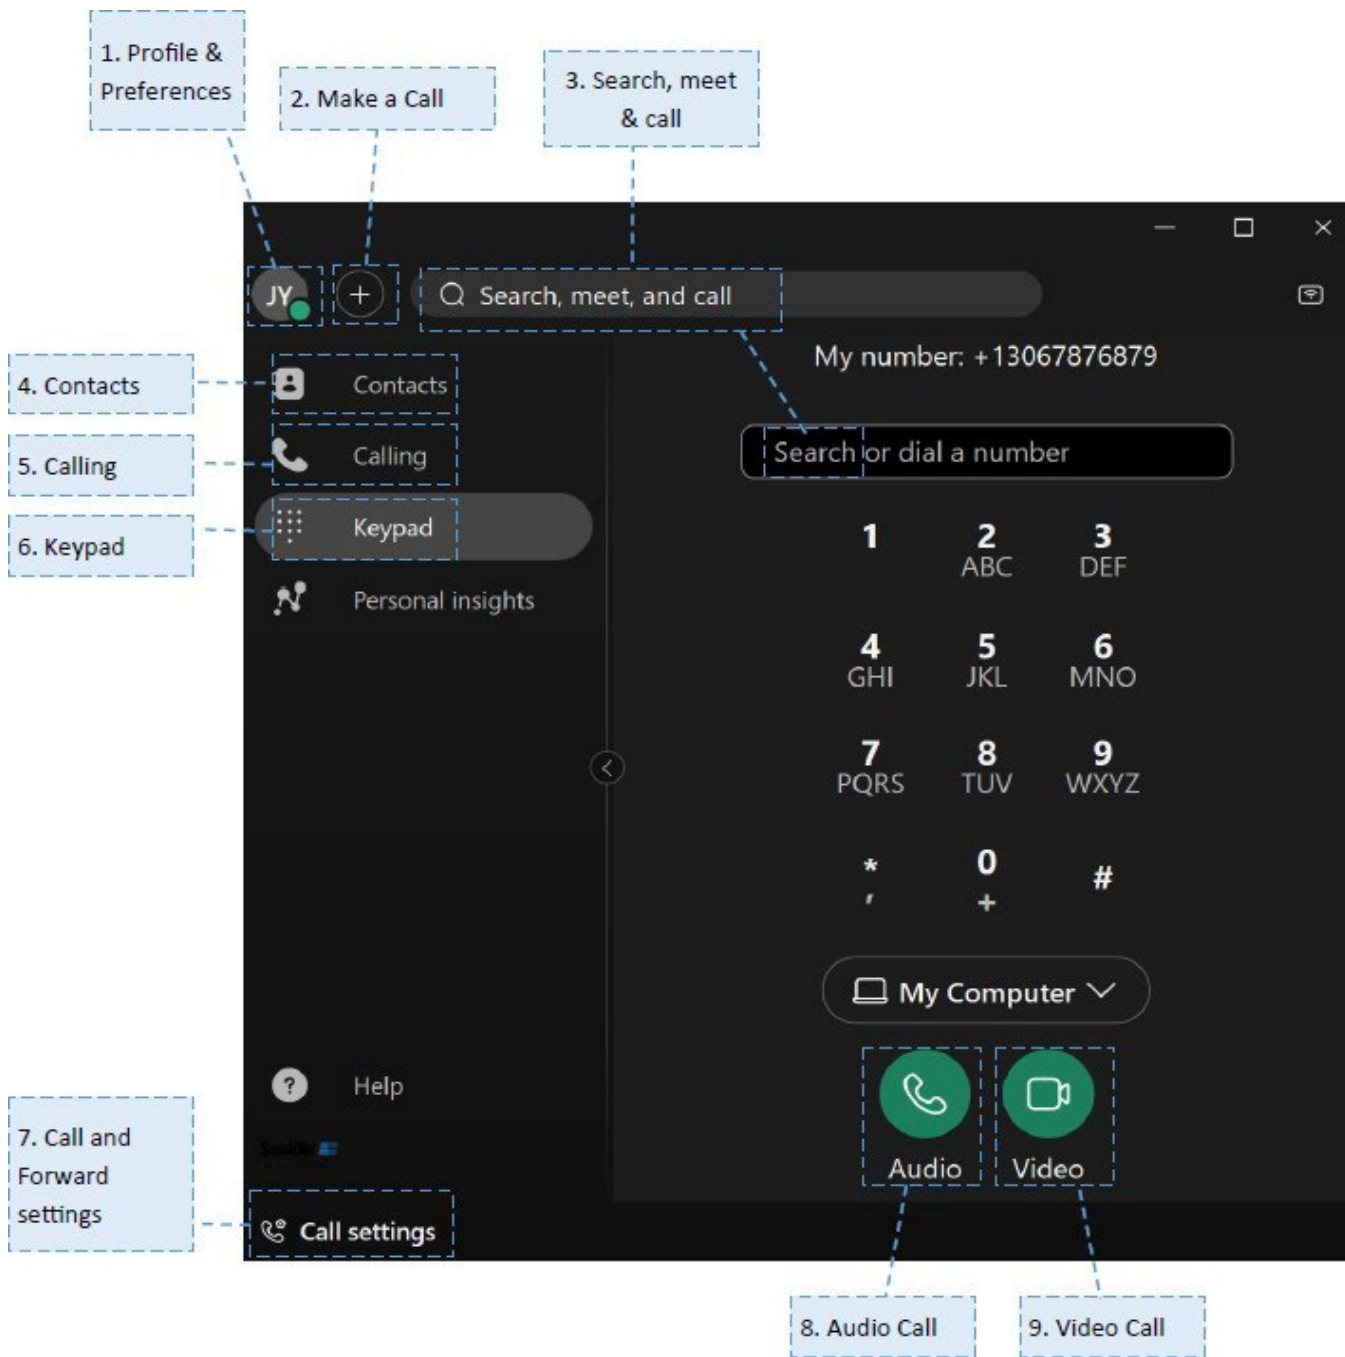 1. Profile &
Preferences
2. Make a Call
3. Search, meet
& call
JY
Search, meet, and call
My number: +13067876879
4. Contacts
Contacts
Search or dial a number
5. Calling
Calling
6. Keypad
Keypad
Personal insights
1
2
3
ABC
DEF
4
5
6
GHI
JKL
MNO
7
8
9
PQRS
TUV
WXYZ
*
0
#
,
+
My Computer
?
Help
Audio
Video
7. Call and
Forward
settings
SaskTel
Call settings
8. Audio Call
9. Video Call